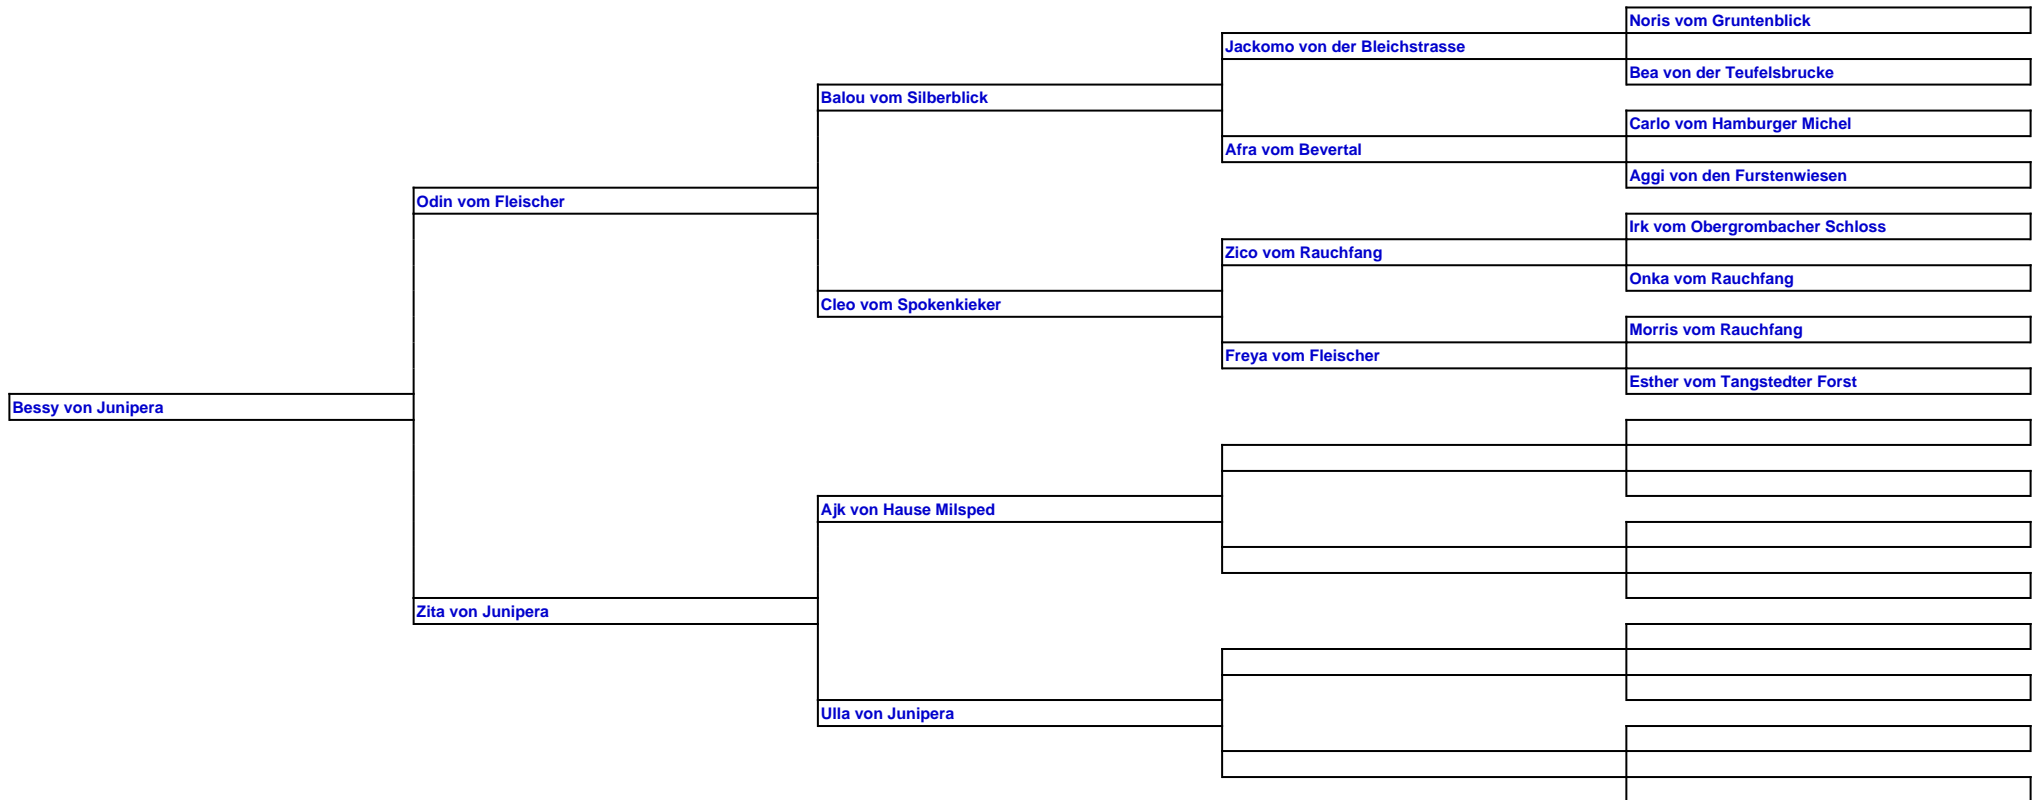 Noris vom Gruntenblick
Jackomo von der Bleichstrasse
Bea von der Teufelsbrucke
Balou vom Silberblick
Carlo vom Hamburger Michel
Afra vom Bevertal
Aggi von den Furstenwiesen
Odin vom Fleischer
Irk vom Obergrombacher Schloss
Zico vom Rauchfang
Onka vom Rauchfang
Cleo vom Spokenkieker
Morris vom Rauchfang
Freya vom Fleischer
Esther vom Tangstedter Forst
Bessy von Junipera
Ajk von Hause Milsped
Zita von Junipera
Ulla von Junipera